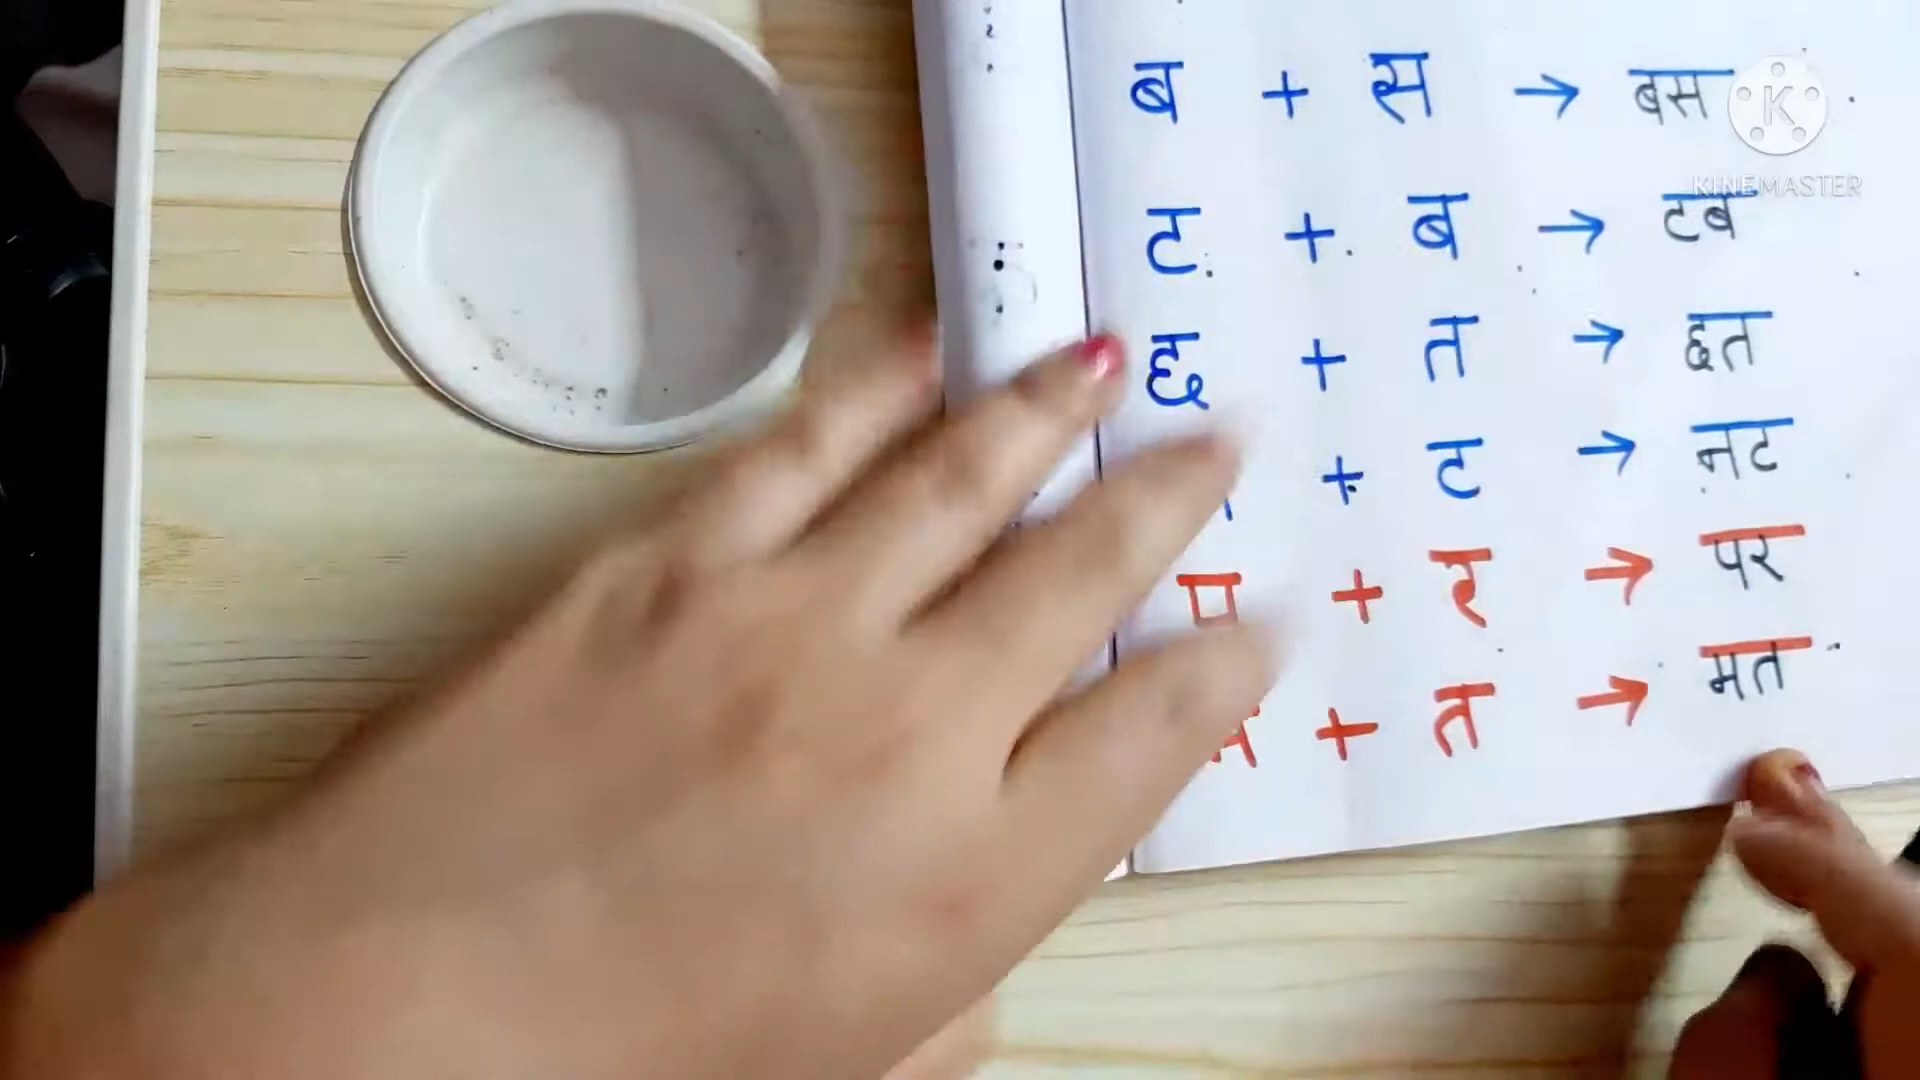 ब + स → बस
ट + ब → टब
छ + त → छत
+ ट → नट
प + र → पर
+ त → मत
K
KINEMASTER